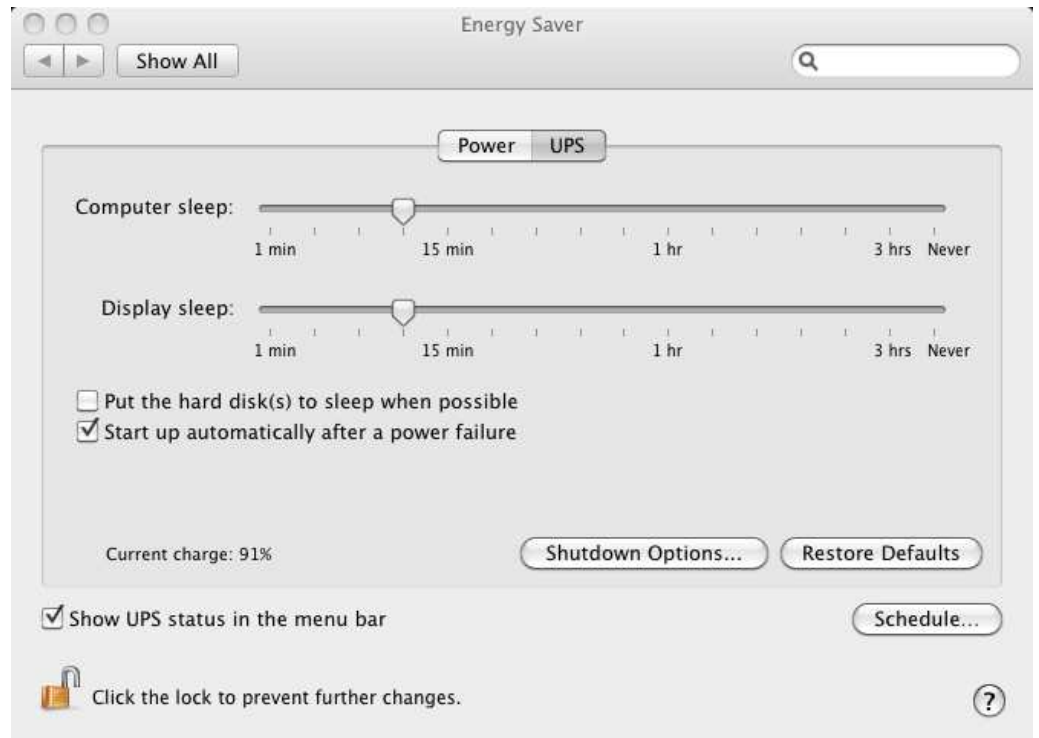 Energy Saver
Show All
Power UPS
Computer sleep:
1 min 15 min 1 hr 3 hrs Never
Display sleep:
1 min 15 min 1 hr 3 hrs Never
Put the hard disk(s) to sleep when possible
Start up automatically after a power failure
Current charge: 91% Shutdown Options... Restore Defaults
Show UPS status in the menu bar Schedule...
Click the lock to prevent further changes. ?